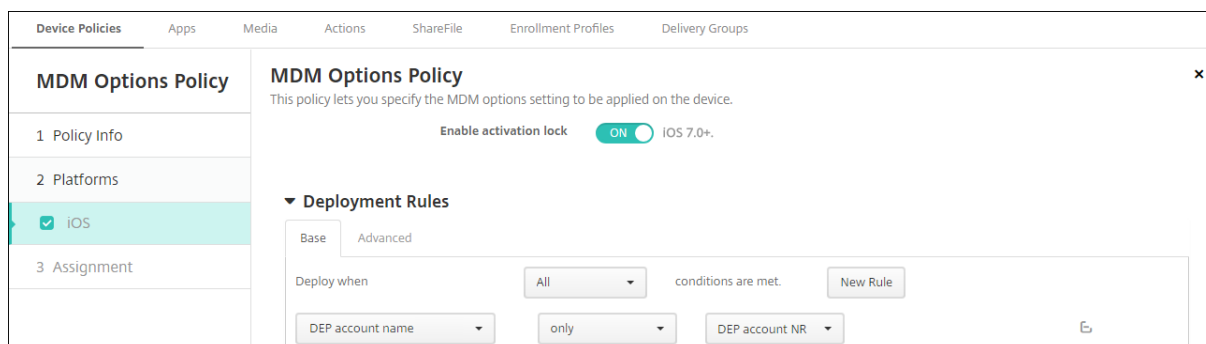 Device Policies Apps Media Actions ShareFile Enrollment Profiles Delivery Groups
MDM Options Policy
1 Policy Info
2 Platforms
iOS
3 Assignment
MDM Options Policy
This policy lets you specify the MDM options setting to be applied on the device.
Enable activation lock ON iOS 7.0+.
Deployment Rules
Base Advanced
Deploy when All conditions are met. New Rule
DEP account name only DEP account NR